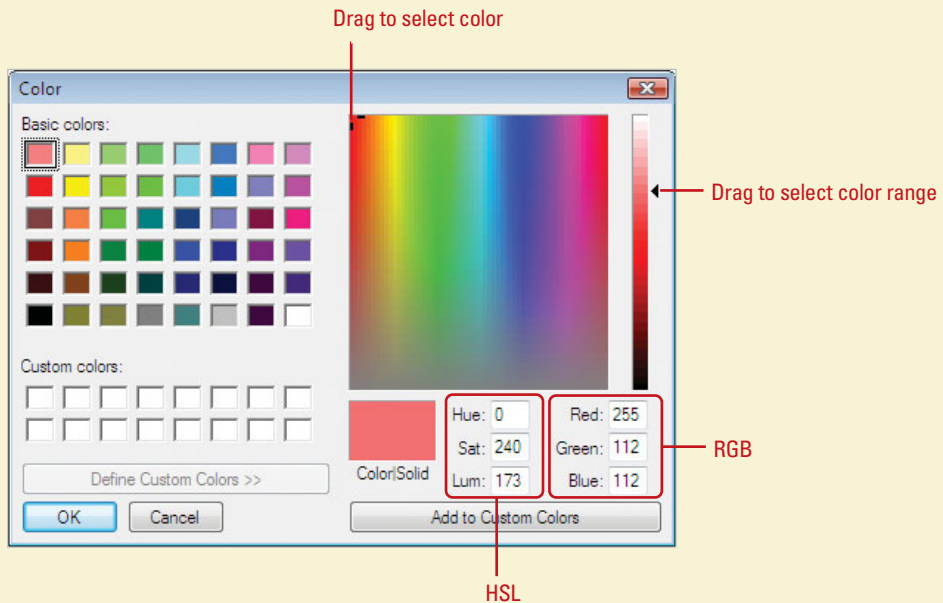 Drag to select color
Color
Basic colors:
Drag to select color range
Custom colors:
Define Custom Colors >>
OK
Cancel
Color|Solid
Hue: 0
Sat: 240
Lum: 173
Red: 255
Green: 112
Blue: 112
RGB
Add to Custom Colors
HSL